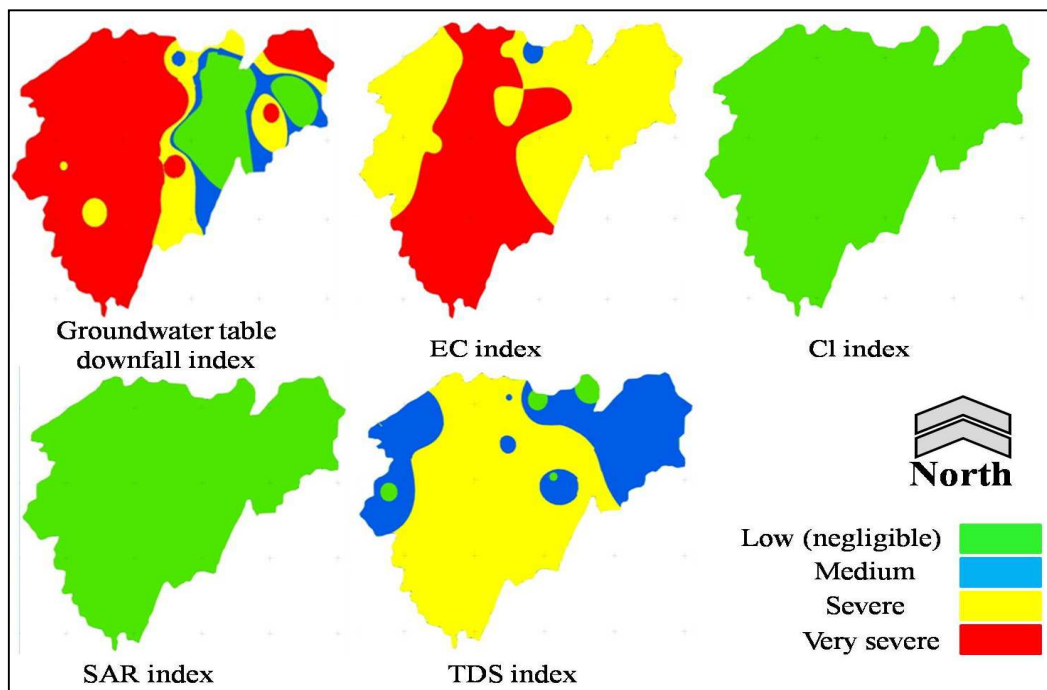 Groundwater table
downfall index
EC index
Cl index
North
Low (negligible)
Medium
Severe
Very severe
SAR index
TDS index